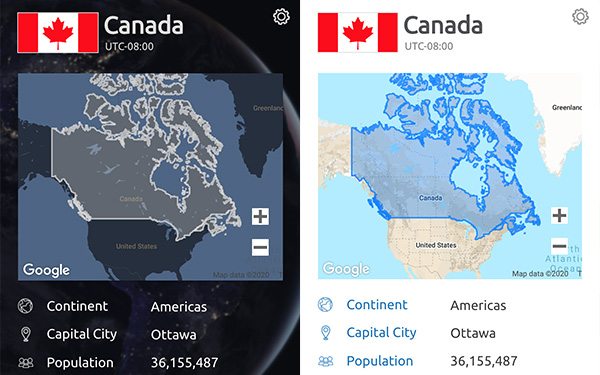 Canada
UTC-08:00
Greenland
Canada
United States
+
−
Google
Map data ©2020
Continent Americas
Capital City Ottawa
Population 36,155,487
Canada
UTC-08:00
Greenland
Canada
United States
+
−
th
Atlantic
Ocean
Google
Map data ©2020
Continent Americas
Capital City Ottawa
Population 36,155,487